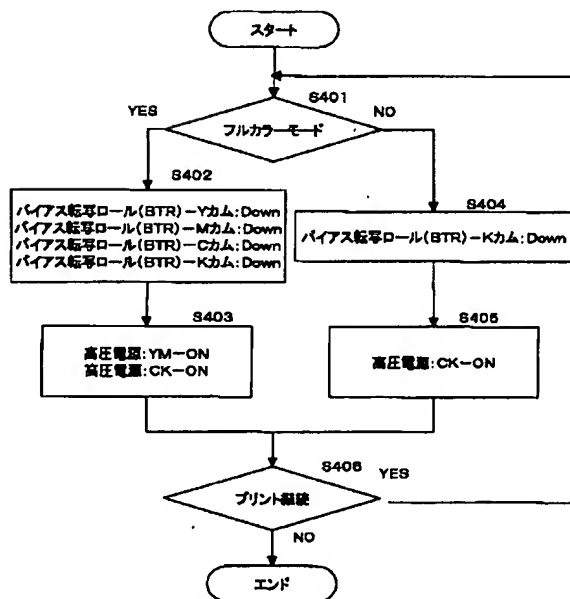 スタート
S401
YES
NO
フルカラーモード
S402
バイアス転写ロール(BTR)-Yカム:Down
バイアス転写ロール(BTR)-Mカム:Down
バイアス転写ロール(BTR)-Cカム:Down
バイアス転写ロール(BTR)-Kカム:Down
S404
バイアス転写ロール(BTR)-Kカム:Down
S403
高圧電源:YM-ON
高圧電源:CK-ON
S405
高圧電源:CK-ON
S406
YES
プリント継続
NO
エンド